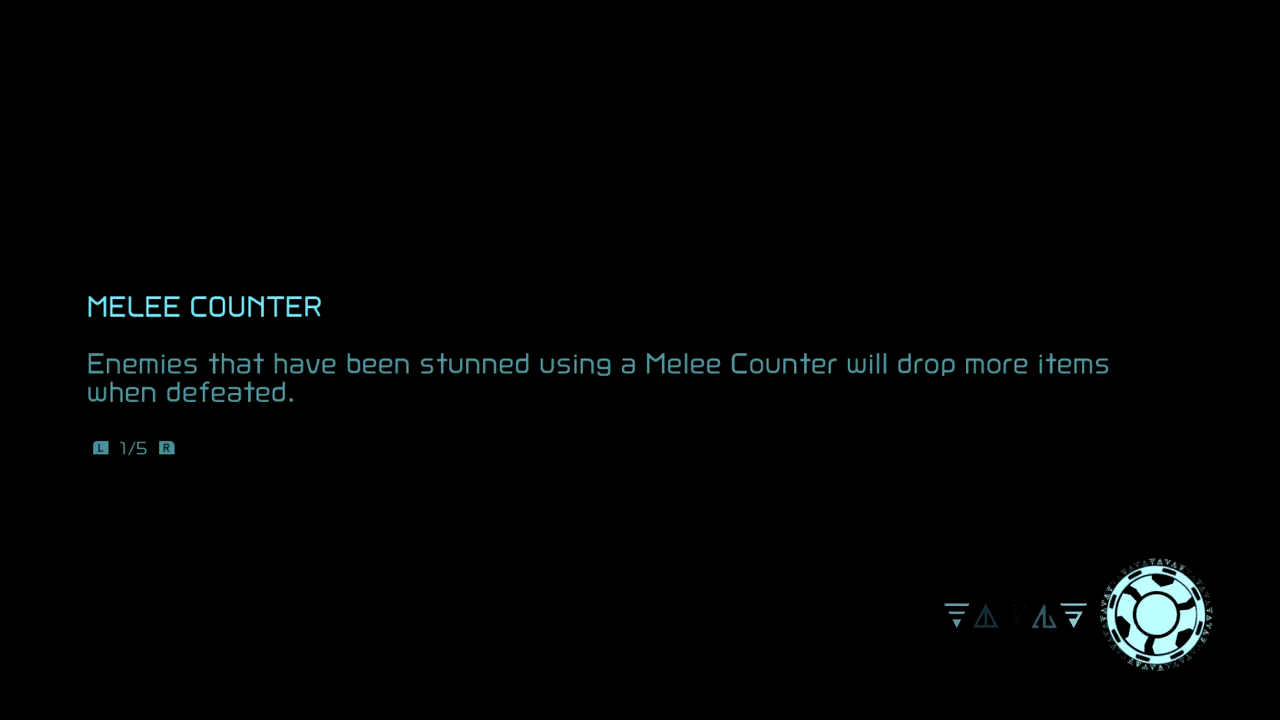 MELEE COUNTER
Enemies that have been stunned using a Melee Counter will drop more items
when defeated.
L 1/5 R